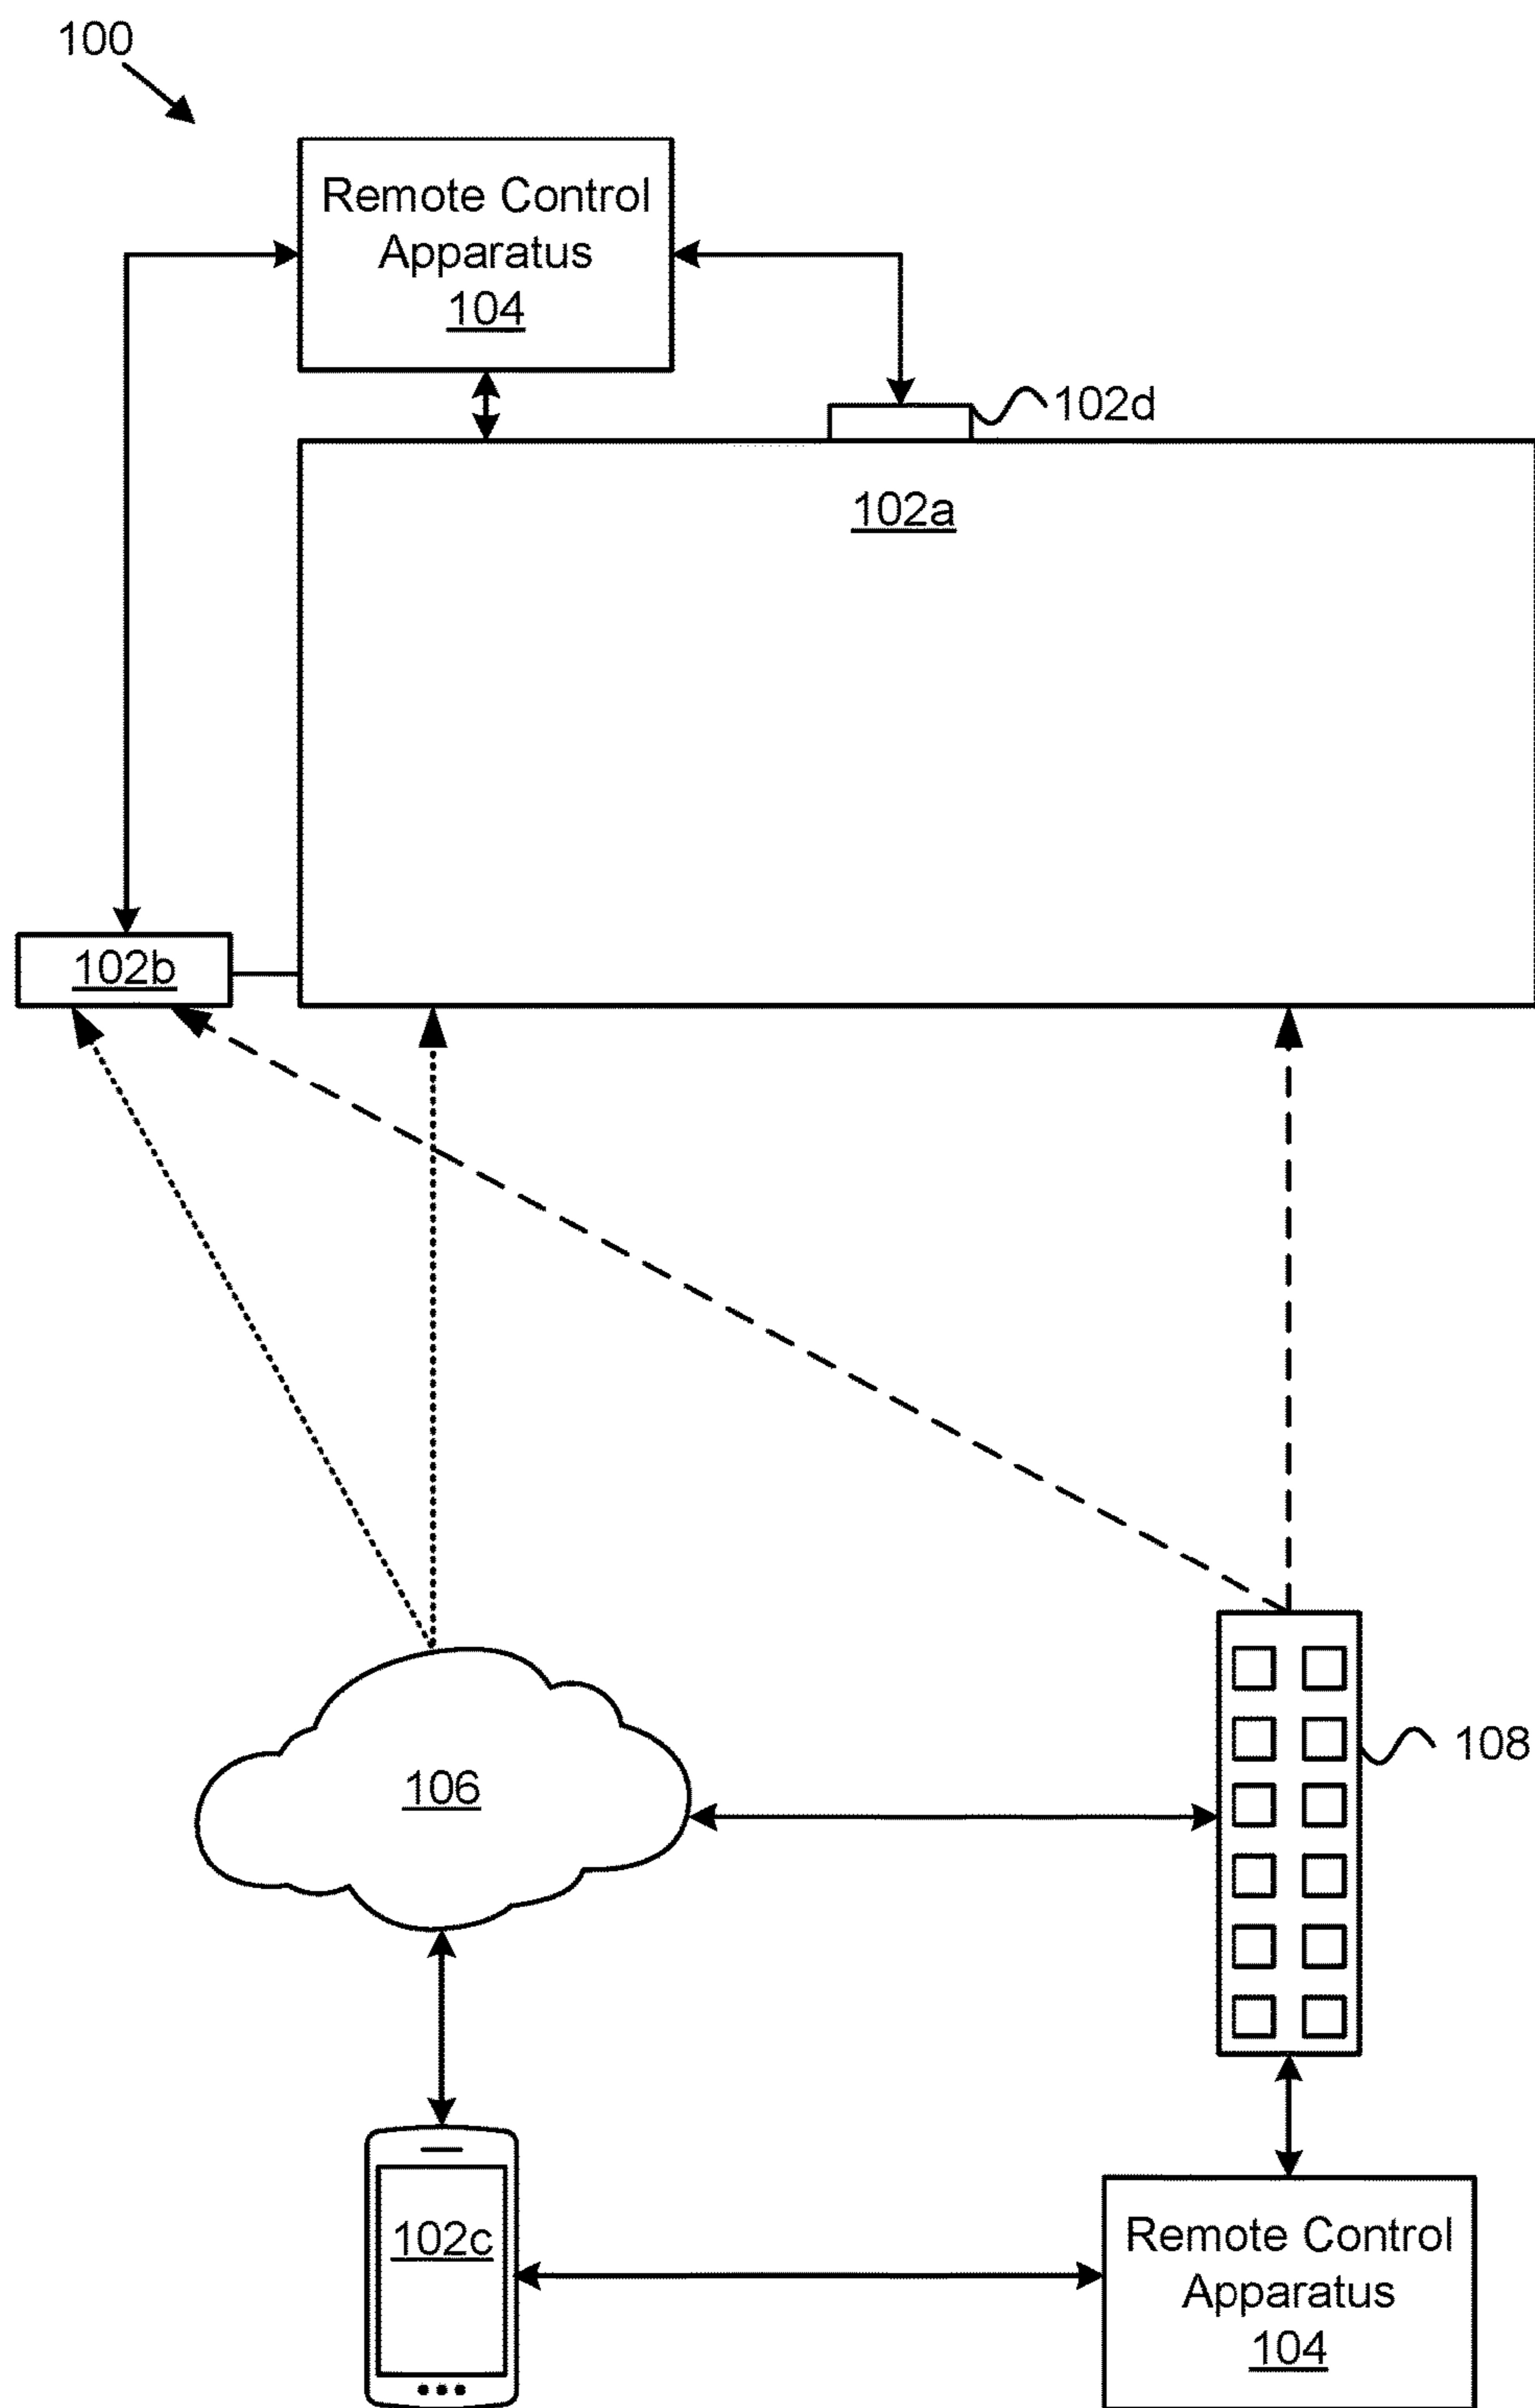 100
Remote Control
Apparatus
104
102d
102a
102b
106
108
102c
Remote Control
Apparatus
104